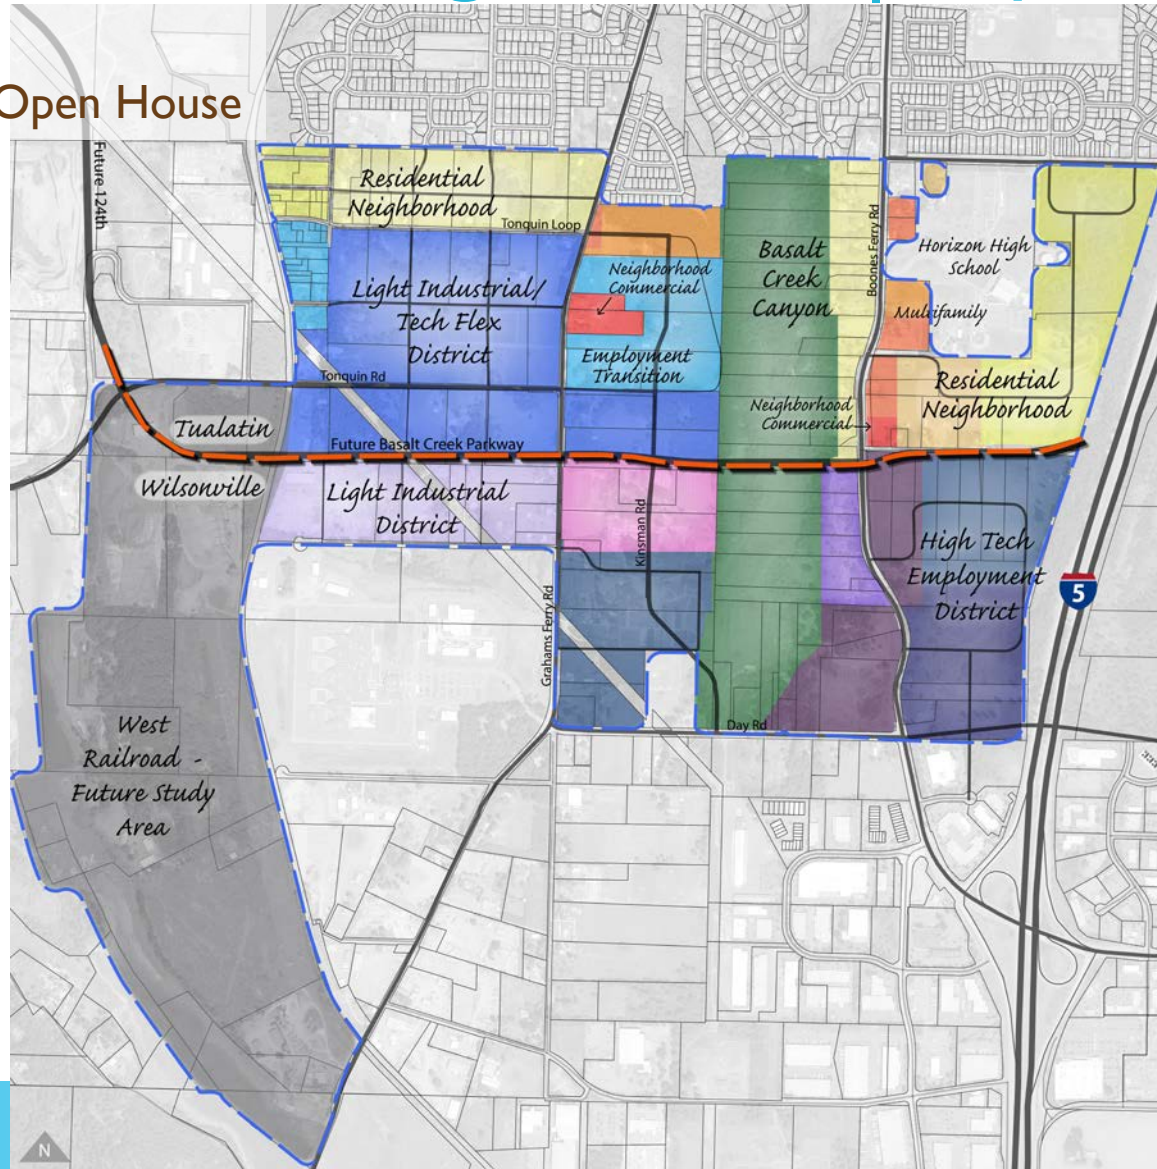 Open House
Future 124th
Residential
Neighborhood
Tonquin Loop
Boones Ferry Rd
Horizon High
School
Basalt
Creek
Canyon
Neighborhood
Commercial
Light Industrial/
Tech Flex
District
Multifamily
Employment
Transition
Tonquin Rd
Residential
Neighborhood
Neighborhood
Commercial
Tualatin
Future Basalt Creek Parkway
Wilsonville
Light Industrial
District
Kinsman Rd
High Tech
Employment
District
5
Grahams Ferry Rd
Day Rd
West
Railroad -
Future Study
Area
N